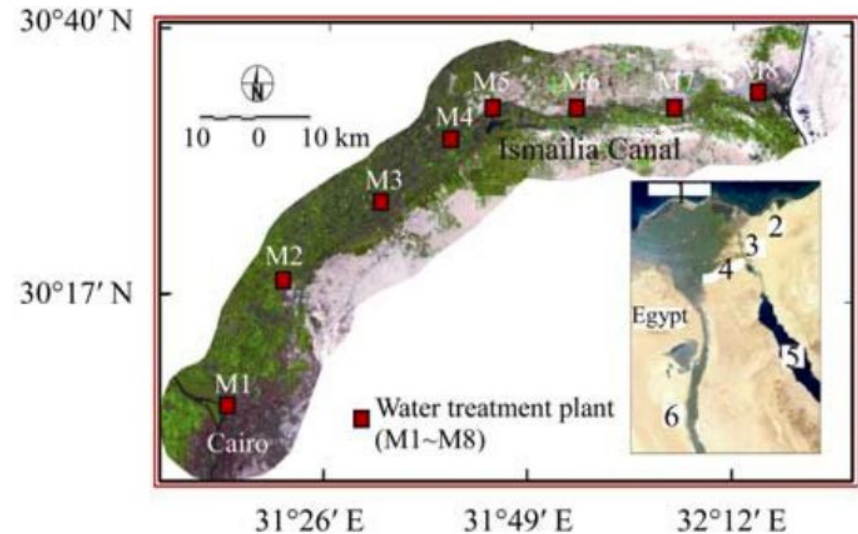 30°40′ N
M5
M6
M7
M8
N
M4
10 0 10 km
Ismailia Canal
M3
2
3
M2
4
30°17′ N
Egypt
5
M1
Water treatment plant
(M1~M8)
6
Cairo
31°26′ E 31°49′ E 32°12′ E